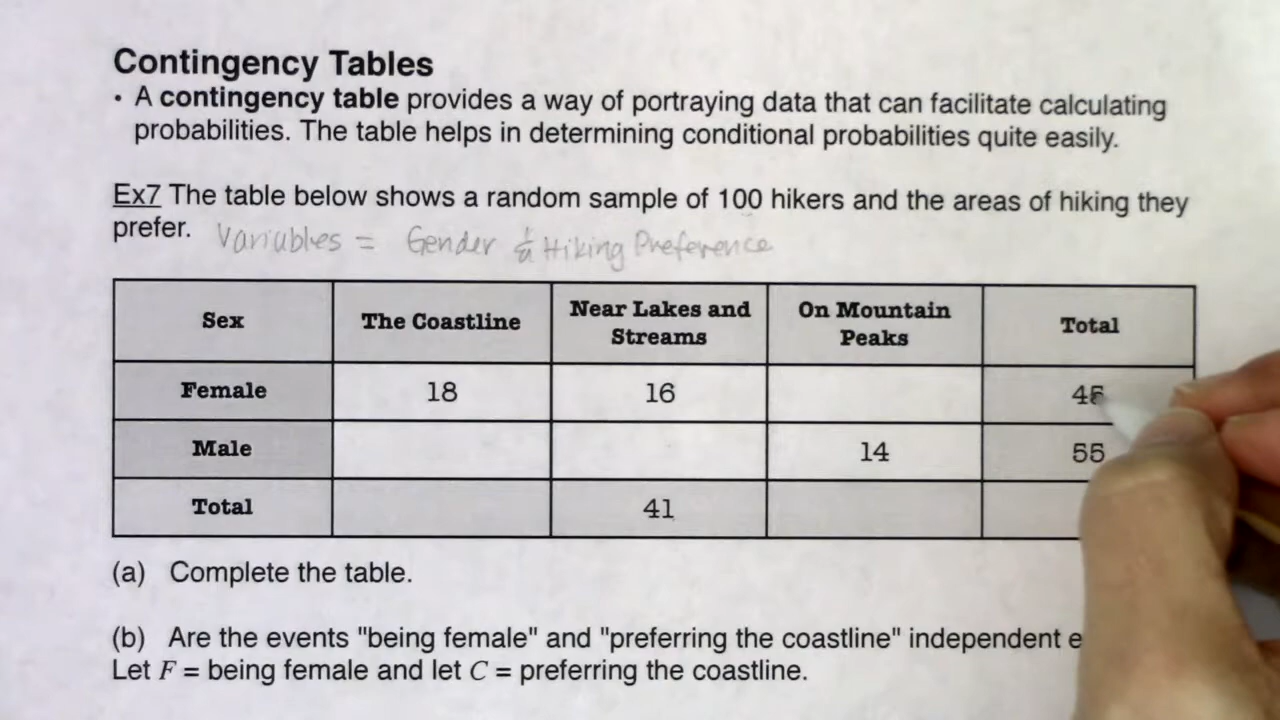 Contingency Tables
• A contingency table provides a way of portraying data that can facilitate calculating
probabilities. The table helps in determining conditional probabilities quite easily.
Ex7 The table below shows a random sample of 100 hikers and the areas of hiking they
prefer. Variables = Gender & Hiking Preference
Sex The Coastline Near Lakes and Streams On Mountain Peaks Total
Female 18 16 45
Male 14 55
Total 41
(a) Complete the table.
(b) Are the events "being female" and "preferring the coastline" independent
Let F = being female and let C = preferring the coastline.